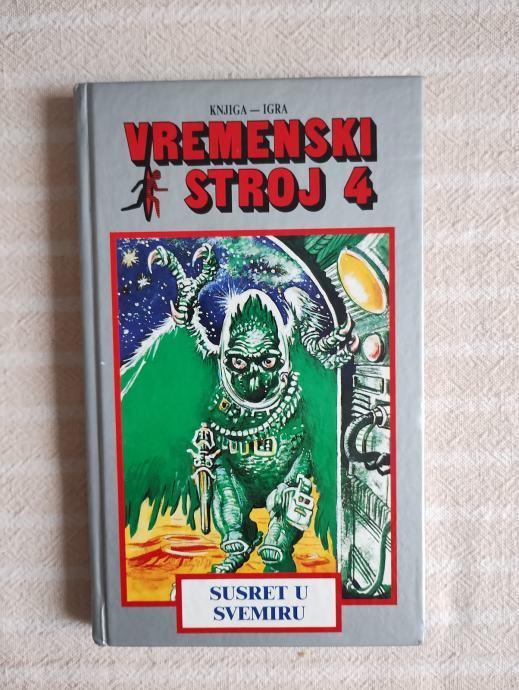 KNJIGA — IGRA
VREMENSKI
STROJ 4
SUSRET U
SVEMIRU